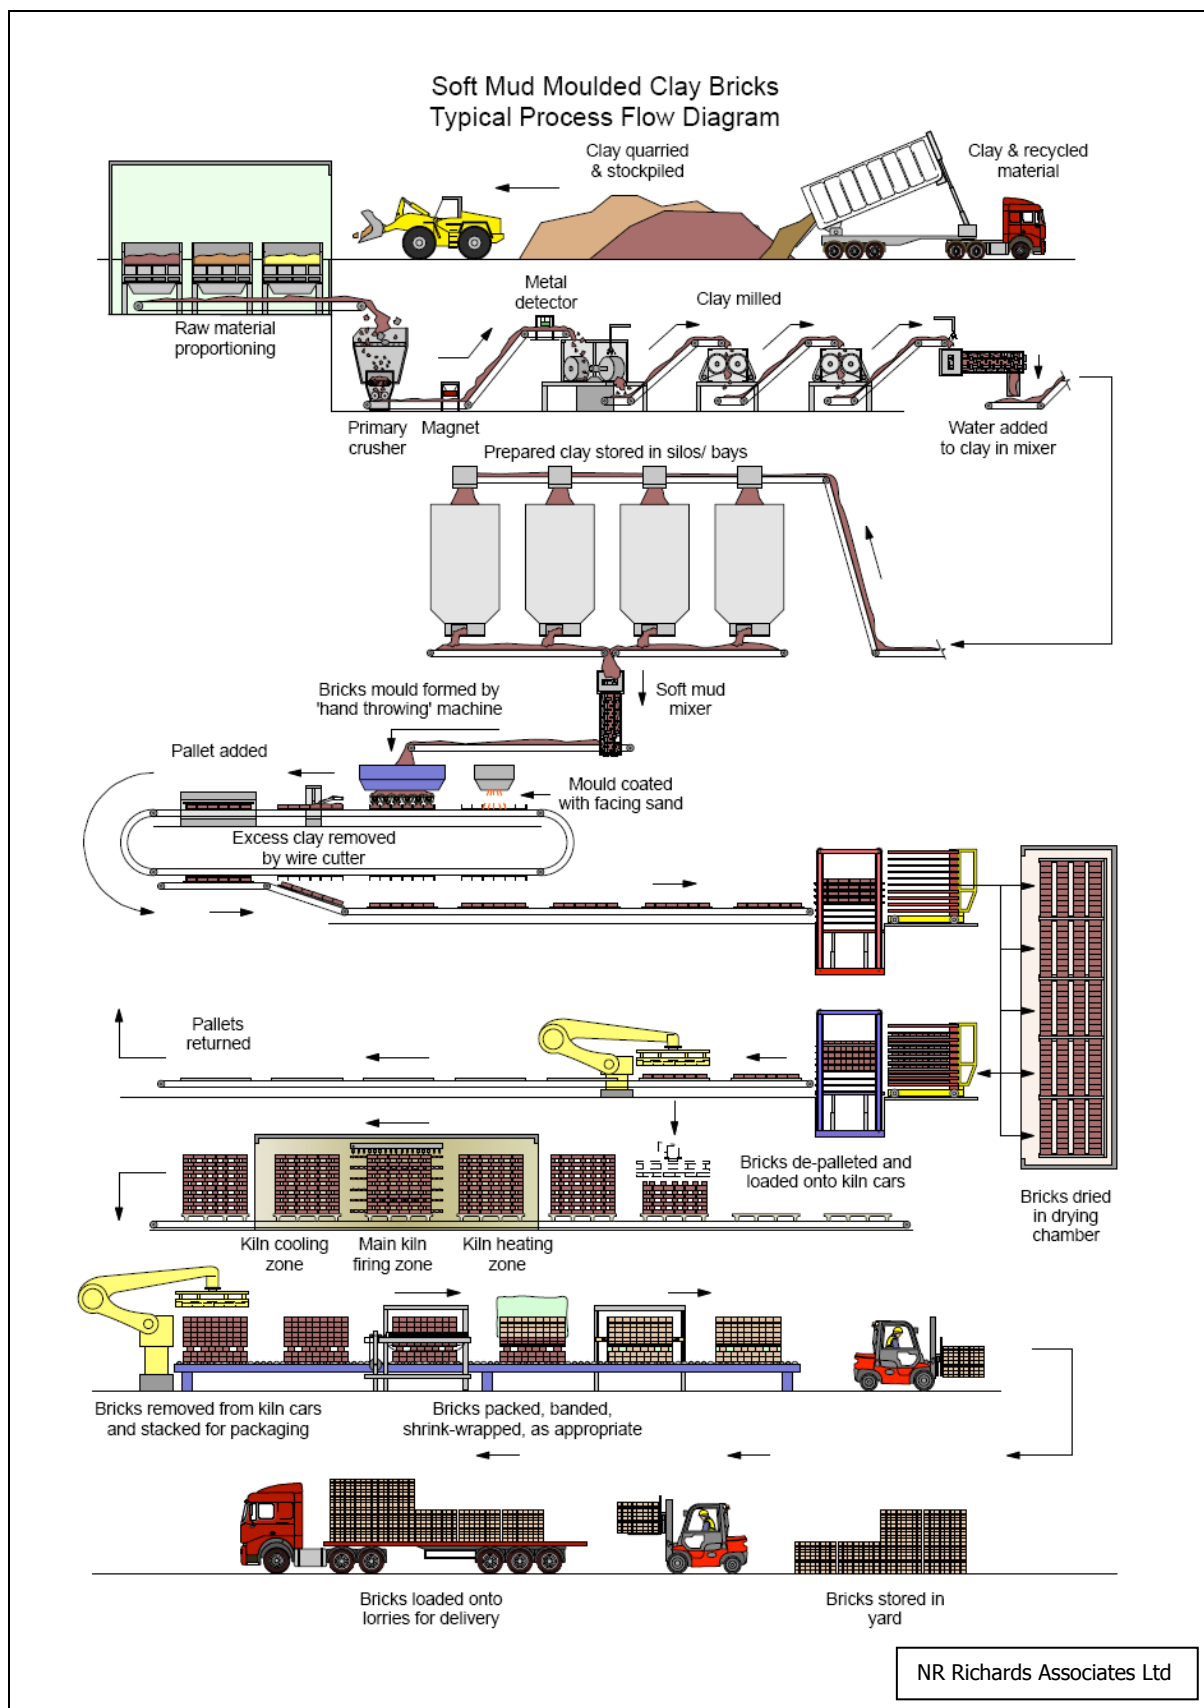 Soft Mud Moulded Clay Bricks
Typical Process Flow Diagram
Clay quarried
& stockpiled
Clay & recycled
material
Raw material
proportioning
Metal
detector
Clay milled
Primary
crusher
Magnet
Water added
to clay in mixer
Prepared clay stored in silos/ bays
Bricks mould formed by
'hand throwing' machine
Soft mud
mixer
Pallet added
Mould coated
with facing sand
Excess clay removed
by wire cutter
Pallets
returned
Bricks de-palleted and
loaded onto kiln cars
Bricks dried
in drying
chamber
Kiln cooling
zone
Main kiln
firing zone
Kiln heating
zone
Bricks removed from kiln cars
and stacked for packaging
Bricks packed, banded,
shrink-wrapped, as appropriate
Bricks loaded onto
lorries for delivery
Bricks stored in
yard
NR Richards Associates Ltd